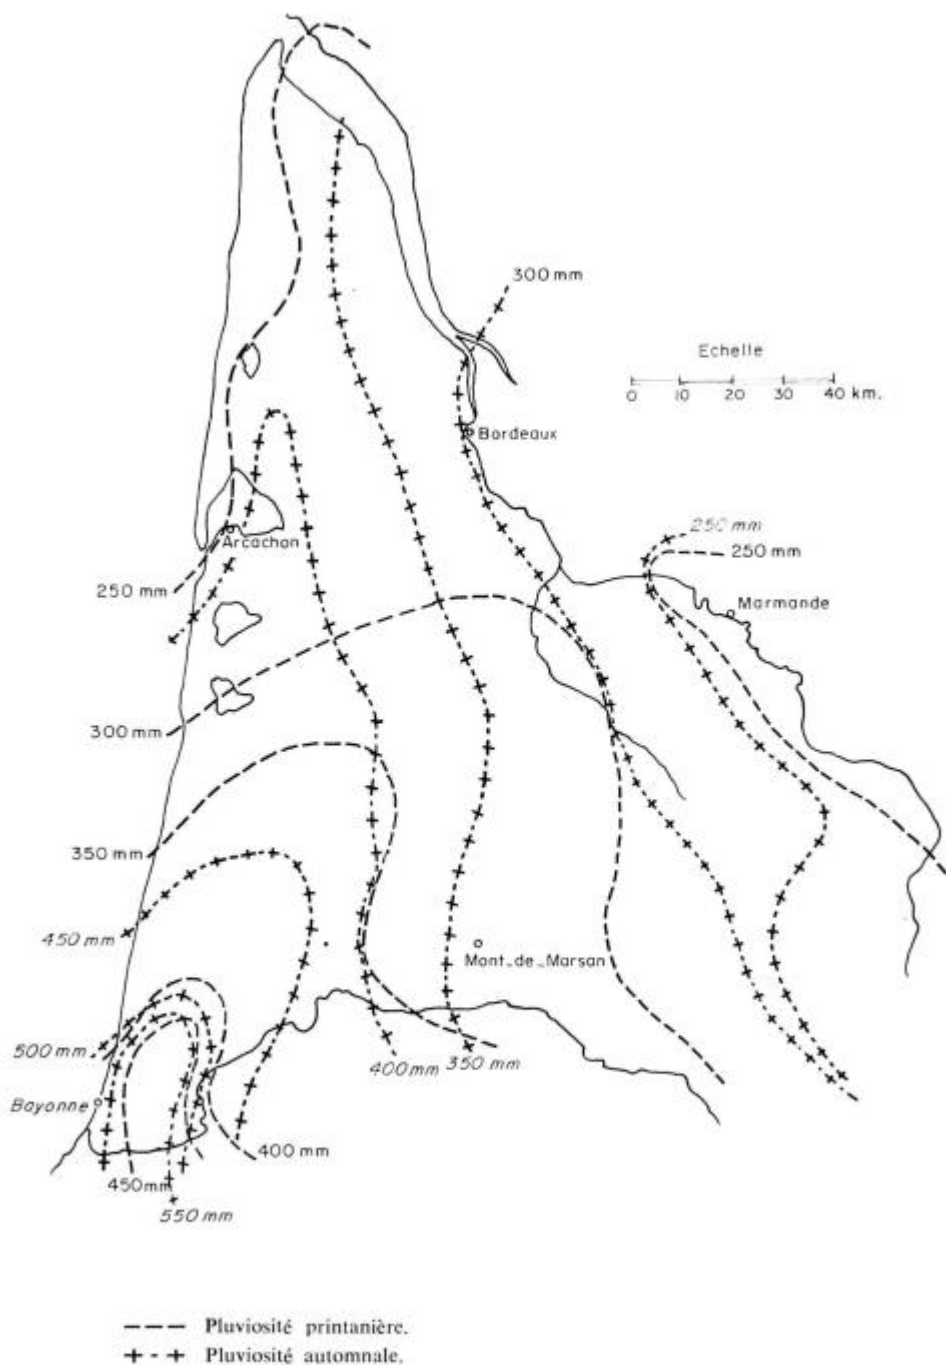 300 mm
Echelle
0 10 20 30 40 km.
Bordeaux
250 mm
250 mm
Arcachon
250 mm
Marmande
300 mm
350 mm
450 mm
Mont-de-Marsan
500 mm
400 mm
350 mm
Bayonne
400 mm
450 mm
550 mm
Pluviosité printanière.
Pluviosité automnale.